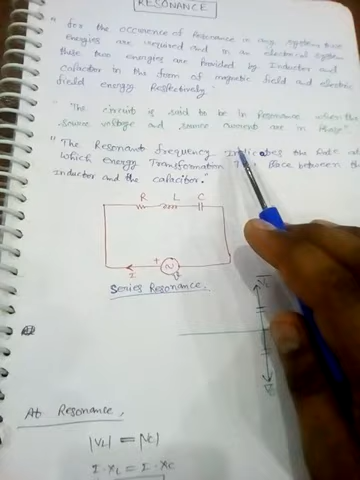 RESONANCE
" For the occurence of Resonance in any system two
energies are required and in an electrical system
these two energies are Provided by Inductor and
Capacitor in the form of magnetic field and electric
field energy Respectively "
" The circuit is said to be in Resonance when the
source voltage and source current are in Phase "
" The Resonant frequency Indicates the Rate at
which energy Transformation Place between the
inductor and the capacitor. "
R L C
+
I
Series Resonance.
At Resonance,
|VL| = |VC|
I. XL = I. XC